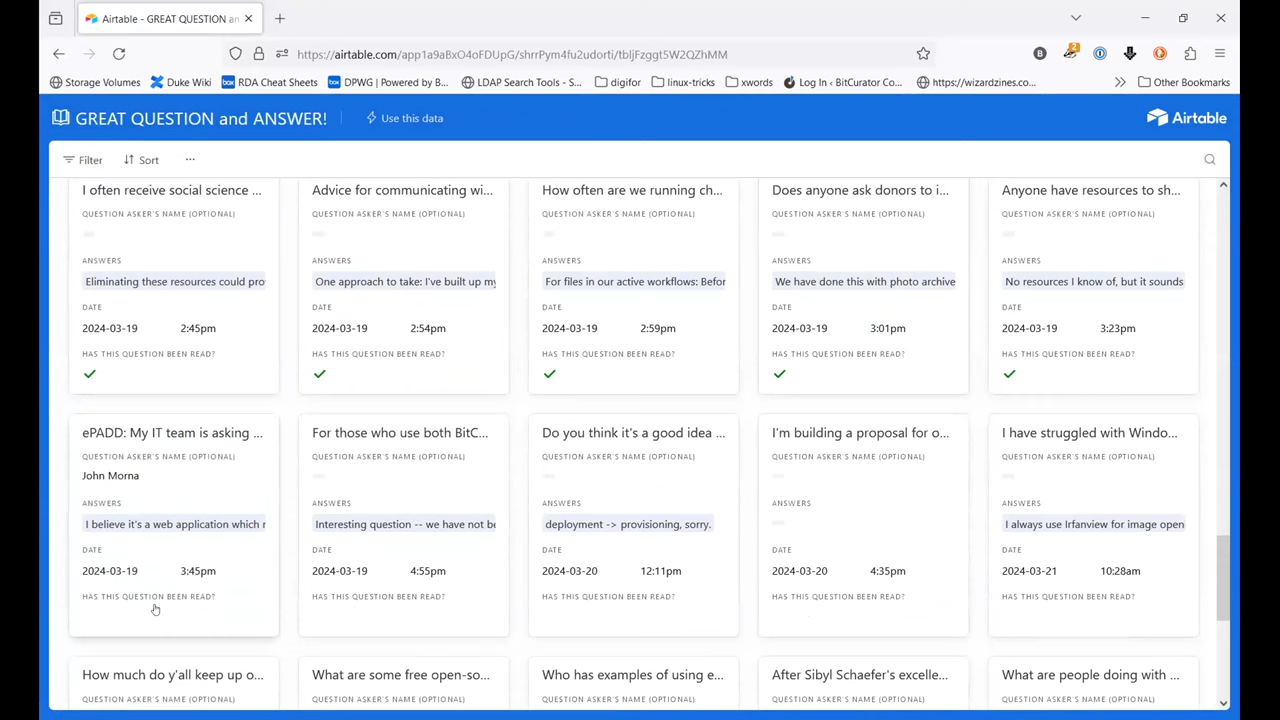 Airtable - GREAT QUESTION an
https://airtable.com/app1a9aBxO4oFDUpG/shrrPym4fu2udorti/tbljFzggt5W2QZhMM
2
Storage Volumes Duke Wiki RDA Cheat Sheets DPWG | Powered by B... LDAP Search Tools - S... digifor linux-tricks xwords Log In ‹ BitCurator Co... https://wizardzines.co... Other Bookmarks
GREAT QUESTION and ANSWER! Use this data Airtable
Filter Sort ...
I often receive social science ... Advice for communicating wi... How often are we running ch... Does anyone ask donors to i... Anyone have resources to sh...
QUESTION ASKER'S NAME (OPTIONAL) QUESTION ASKER'S NAME (OPTIONAL) QUESTION ASKER'S NAME (OPTIONAL) QUESTION ASKER'S NAME (OPTIONAL) QUESTION ASKER'S NAME (OPTIONAL)
ANSWERS ANSWERS ANSWERS ANSWERS ANSWERS
Eliminating these resources could pro One approach to take: I've built up my For files in our active workflows: Befor We have done this with photo archive No resources I know of, but it sounds
DATE DATE DATE DATE DATE
2024-03-19 2:45pm 2024-03-19 2:54pm 2024-03-19 2:59pm 2024-03-19 3:01pm 2024-03-19 3:23pm
HAS THIS QUESTION BEEN READ? HAS THIS QUESTION BEEN READ? HAS THIS QUESTION BEEN READ? HAS THIS QUESTION BEEN READ? HAS THIS QUESTION BEEN READ?
ePADD: My IT team is asking ... For those who use both BitC... Do you think it's a good idea ... I'm building a proposal for o... I have struggled with Windo...
QUESTION ASKER'S NAME (OPTIONAL) QUESTION ASKER'S NAME (OPTIONAL) QUESTION ASKER'S NAME (OPTIONAL) QUESTION ASKER'S NAME (OPTIONAL) QUESTION ASKER'S NAME (OPTIONAL)
John Morna
ANSWERS ANSWERS ANSWERS ANSWERS ANSWERS
I believe it's a web application which r Interesting question -- we have not be deployment -> provisioning, sorry. I always use Irfanview for image open
DATE DATE DATE DATE DATE
2024-03-19 3:45pm 2024-03-19 4:55pm 2024-03-20 12:11pm 2024-03-20 4:35pm 2024-03-21 10:28am
HAS THIS QUESTION BEEN READ? HAS THIS QUESTION BEEN READ? HAS THIS QUESTION BEEN READ? HAS THIS QUESTION BEEN READ? HAS THIS QUESTION BEEN READ?
How much do y'all keep up o... What are some free open-so... Who has examples of using e... After Sibyl Schaefer's excelle... What are people doing with ...
QUESTION ASKER'S NAME (OPTIONAL) QUESTION ASKER'S NAME (OPTIONAL) QUESTION ASKER'S NAME (OPTIONAL) QUESTION ASKER'S NAME (OPTIONAL) QUESTION ASKER'S NAME (OPTIONAL)